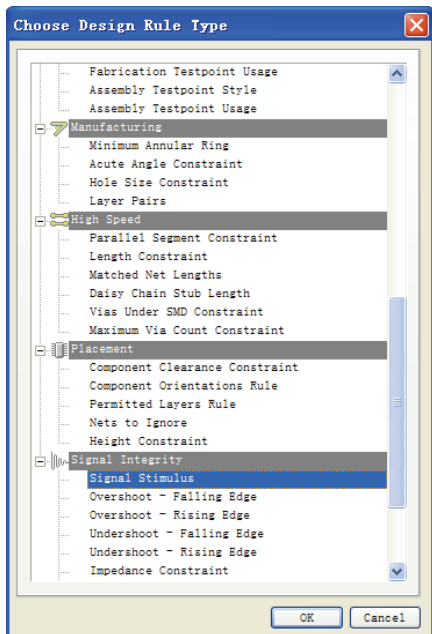 Choose Design Rule Type
Fabrication Testpoint Usage
Assembly Testpoint Style
Assembly Testpoint Usage
Manufacturing
Minimum Annular Ring
Acute Angle Constraint
Hole Size Constraint
Layer Pairs
High Speed
Parallel Segment Constraint
Length Constraint
Matched Net Lengths
Daisy Chain Stub Length
Vias Under SMD Constraint
Maximum Via Count Constraint
Placement
Component Clearance Constraint
Component Orientations Rule
Permitted Layers Rule
Nets to Ignore
Height Constraint
Signal Integrity
Signal Stimulus
Overshoot - Falling Edge
Overshoot - Rising Edge
Undershoot - Falling Edge
Undershoot - Rising Edge
Impedance Constraint
OK Cancel